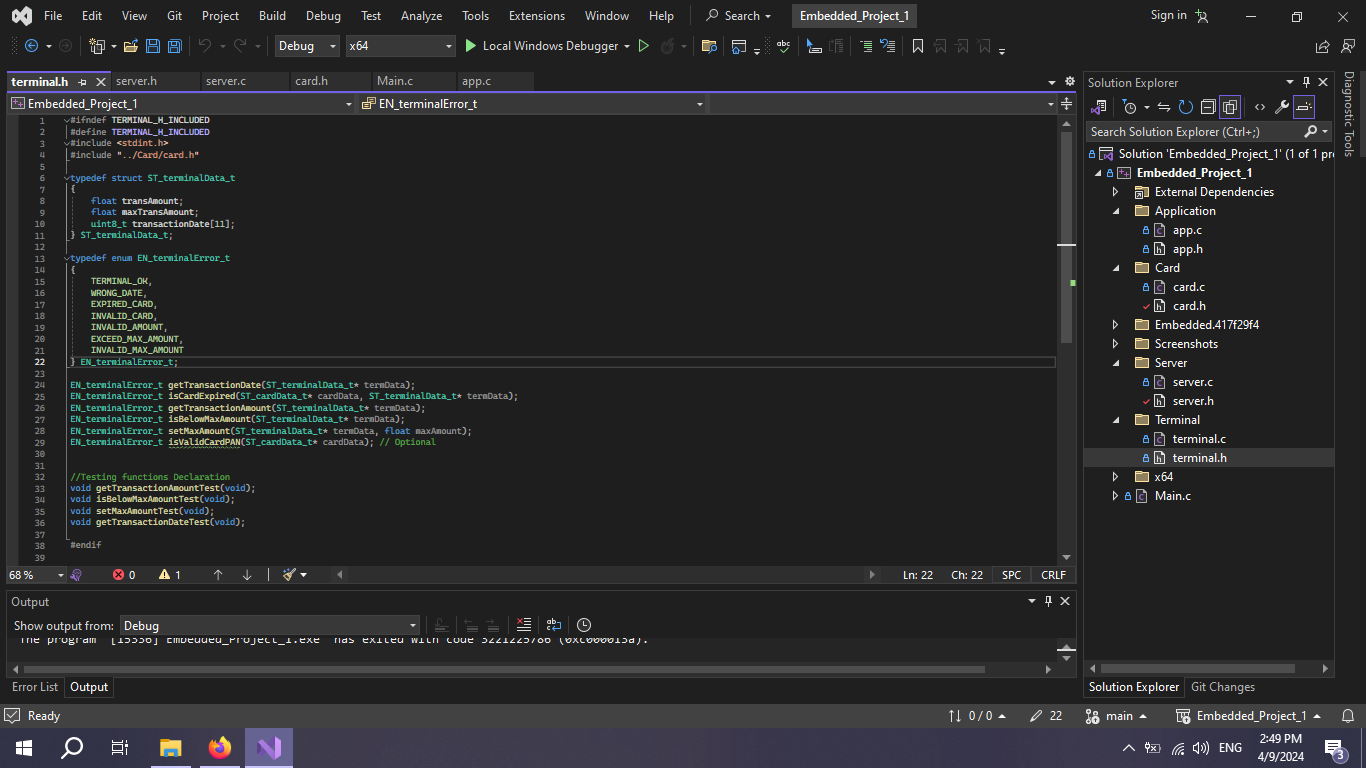 File Edit View Git Project Build Debug Test Analyze Tools Extensions Window Help Search Embedded_Project_1 Sign in
Debug x64 Local Windows Debugger
terminal.h server.h server.c card.h Main.c app.c
Embedded_Project_1 EN_terminalError_t
1 #ifndef TERMINAL_H_INCLUDED
2 #define TERMINAL_H_INCLUDED
3 #include <stdint.h>
4 #include "../Card/card.h"
5
6 typedef struct ST_terminalData_t
7 {
8 float transAmount;
9 float maxTransAmount;
10 uint8_t transactionDate[11];
11 } ST_terminalData_t;
12
13 typedef enum EN_terminalError_t
14 {
15 TERMINAL_OK,
16 WRONG_DATE,
17 EXPIRED_CARD,
18 INVALID_CARD,
19 INVALID_AMOUNT,
20 EXCEED_MAX_AMOUNT,
21 INVALID_MAX_AMOUNT
22 } EN_terminalError_t;
23
24 EN_terminalError_t getTransactionDate(ST_terminalData_t* termData);
25 EN_terminalError_t isCardExpired(ST_cardData_t* cardData, ST_terminalData_t* termData);
26 EN_terminalError_t getTransactionAmount(ST_terminalData_t* termData);
27 EN_terminalError_t isBelowMaxAmount(ST_terminalData_t* termData);
28 EN_terminalError_t setMaxAmount(ST_terminalData_t* termData, float maxAmount);
29 EN_terminalError_t isValidCardPAN(ST_cardData_t* cardData); // Optional
30
31
32 //Testing functions Declaration
33 void getTransactionAmountTest(void);
34 void isBelowMaxAmountTest(void);
35 void setMaxAmountTest(void);
36 void getTransactionDateTest(void);
37
38 #endif
39
68 % 0 1 Ln: 22 Ch: 22 SPC CRLF
Output
Show output from: Debug
The program '[15336] Embedded_Project_1.exe' has exited with code 3221225786 (0xc000013a).
Error List Output
Solution Explorer
Search Solution Explorer (Ctrl+;)
Solution 'Embedded_Project_1' (1 of 1 pr
Embedded_Project_1
External Dependencies
Application
app.c
app.h
Card
card.c
card.h
Embedded.417f29f4
Screenshots
Server
server.c
server.h
Terminal
terminal.c
terminal.h
x64
Main.c
Solution Explorer Git Changes
Diagnostic Tools
Ready 0 / 0 22 main Embedded_Project_1
ENG 2:49 PM
4/9/2024
3